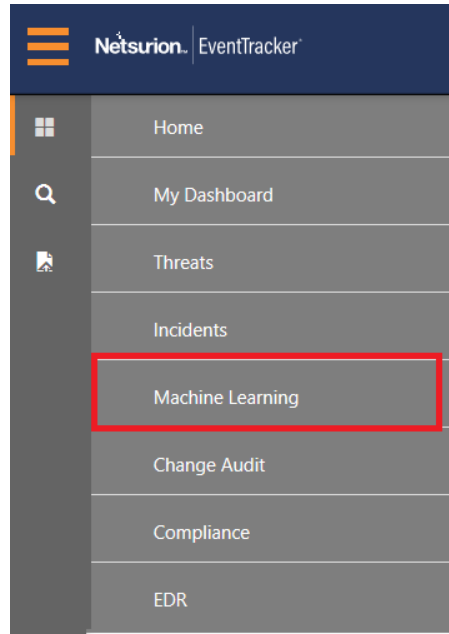 Netsurion. EventTracker
Home
My Dashboard
Threats
Incidents
Machine Learning
Change Audit
Compliance
EDR